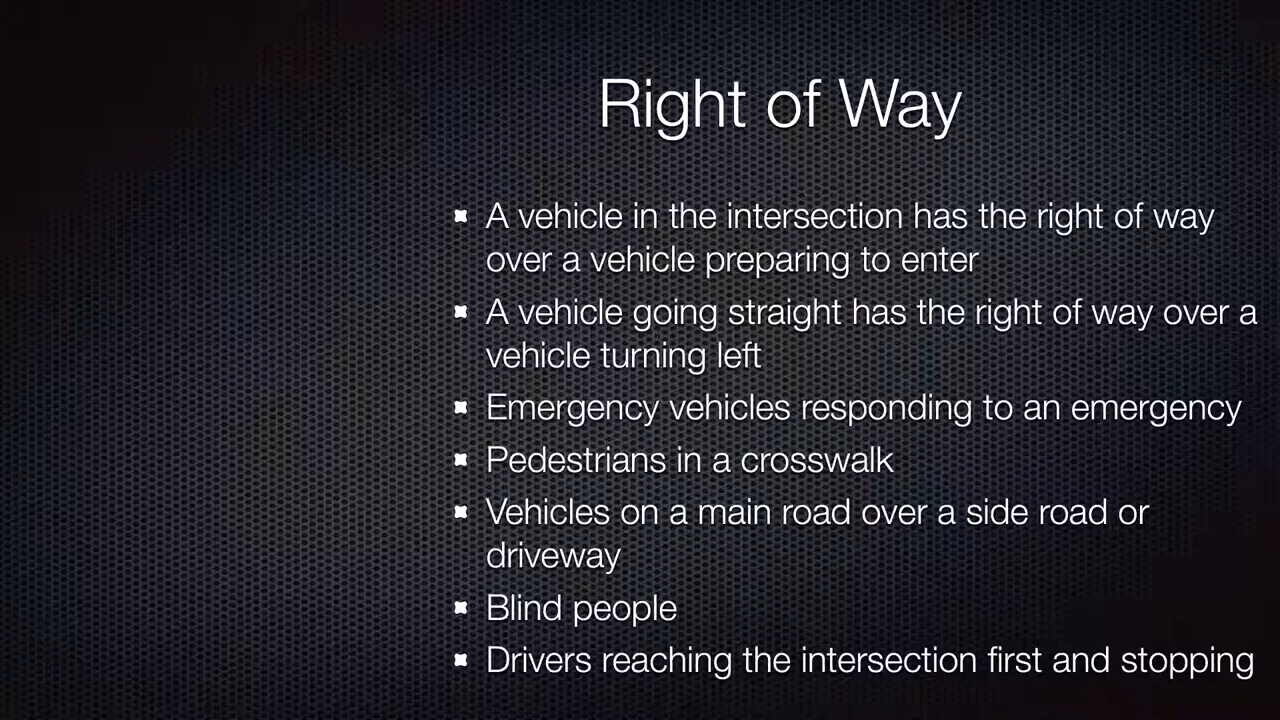 Right of Way
A vehicle in the intersection has the right of way
over a vehicle preparing to enter
A vehicle going straight has the right of way over a
vehicle turning left
Emergency vehicles responding to an emergency
Pedestrians in a crosswalk
Vehicles on a main road over a side road or
driveway
Blind people
Drivers reaching the intersection first and stopping